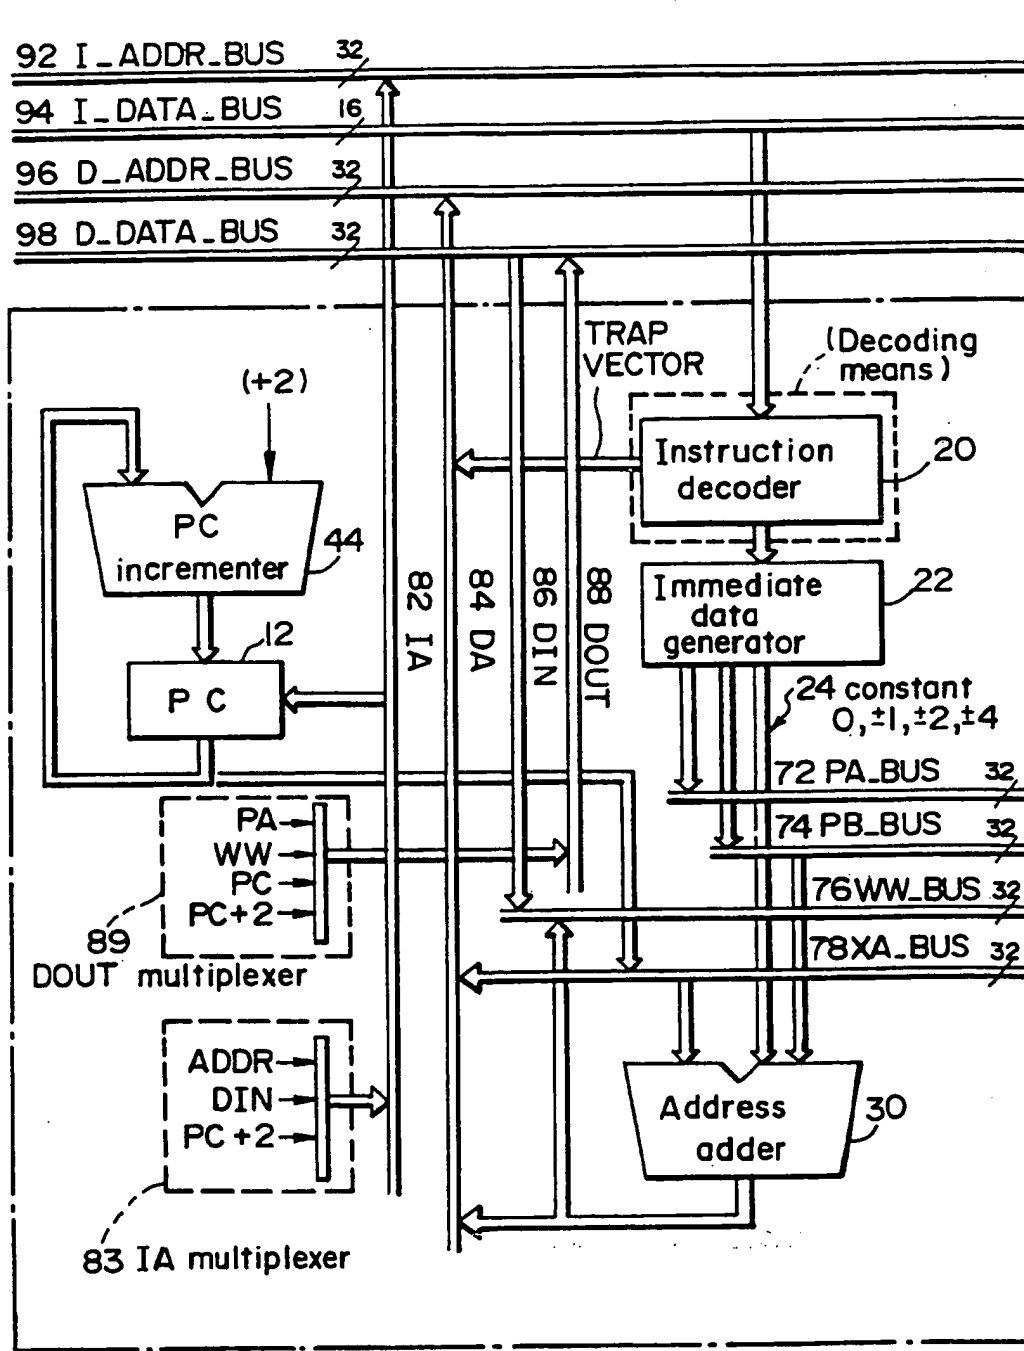 92 I_ADDR_BUS 32
94 I_DATA_BUS 16
96 D_ADDR_BUS 32
98 D_DATA_BUS 32
TRAP
VECTOR
(Decoding
means)
(+2)
Instruction
decoder
20
PC
incrementer
44
82 IA
84 DA
86 DIN
88 DOUT
Immediate
data
generator
22
12
PC
24 constant
0,±1,±2,±4
72 PA_BUS 32
74 PB_BUS 32
76 WW_BUS 32
78 XA_BUS 32
PA
WW
PC
PC+2
89
DOUT multiplexer
ADDR
DIN
PC+2
83 IA multiplexer
Address
adder
30